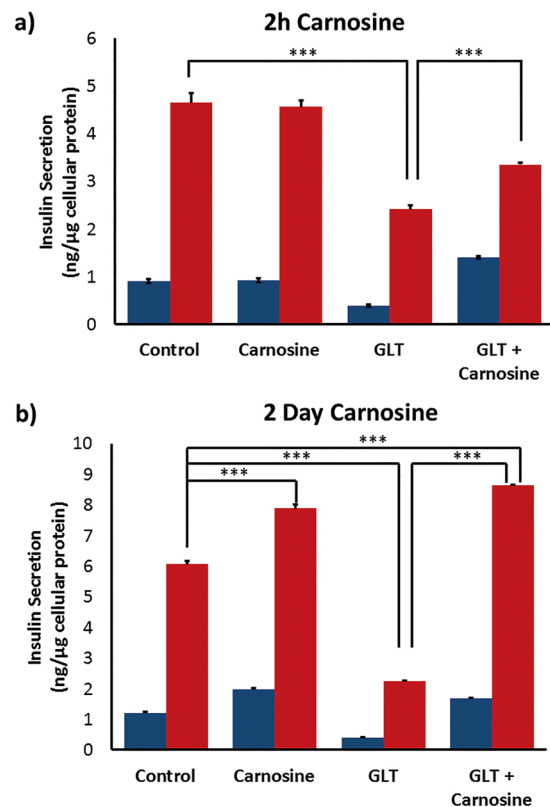 a)
2h Carnosine
Insulin Secretion
(ng/µg cellular protein)
6
5
4
3
2
1
0
***
***
Control
Carnosine
GLT
GLT +
Carnosine
b)
2 Day Carnosine
Insulin Secretion
(ng/µg cellular protein)
10
9
8
7
6
5
4
3
2
1
0
***
***
***
***
Control
Carnosine
GLT
GLT +
Carnosine